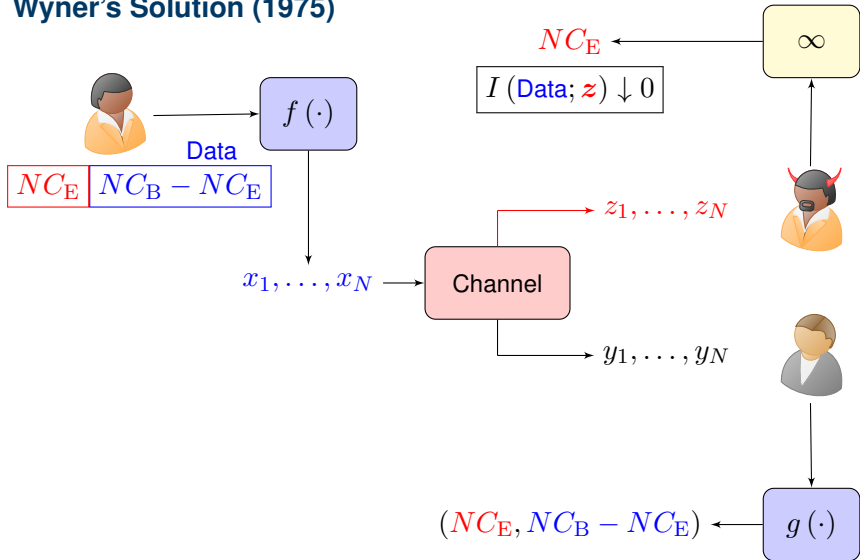 Wyner's Solution (1975)
NC_E
∞
I (Data; z) ↓ 0
f (·)
Data
NC_E NC_B − NC_E
z_1, . . . , z_N
x_1, . . . , x_N
Channel
y_1, . . . , y_N
(NC_E, NC_B − NC_E)
g (·)